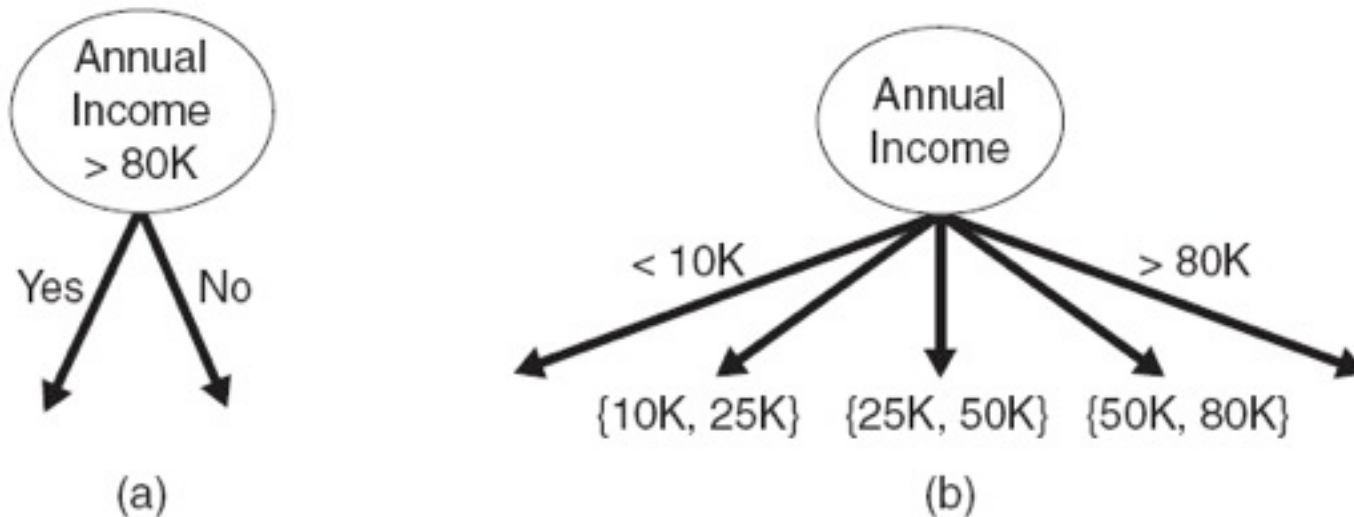 Annual
Income
> 80K
Yes
No
(a)
Annual
Income
< 10K
> 80K
{10K, 25K}
{25K, 50K}
{50K, 80K}
(b)